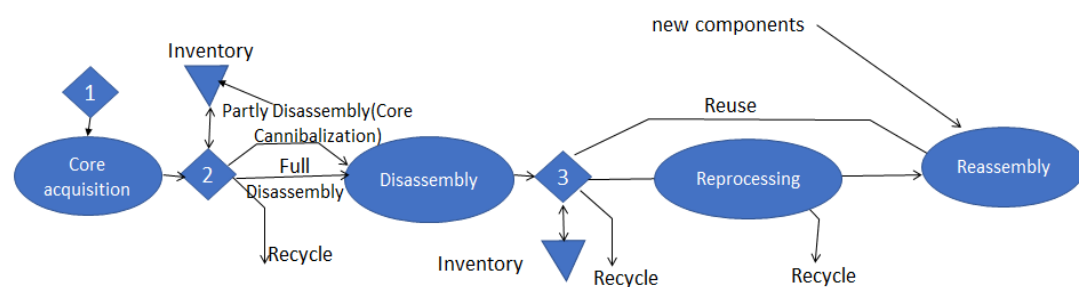 new components
Inventory
1
Partly Disassembly(Core
Cannibalization)
Reuse
Core
acquisition
2
Full
Disassembly
Disassembly
3
Reprocessing
Reassembly
Recycle
Inventory
Recycle
Recycle